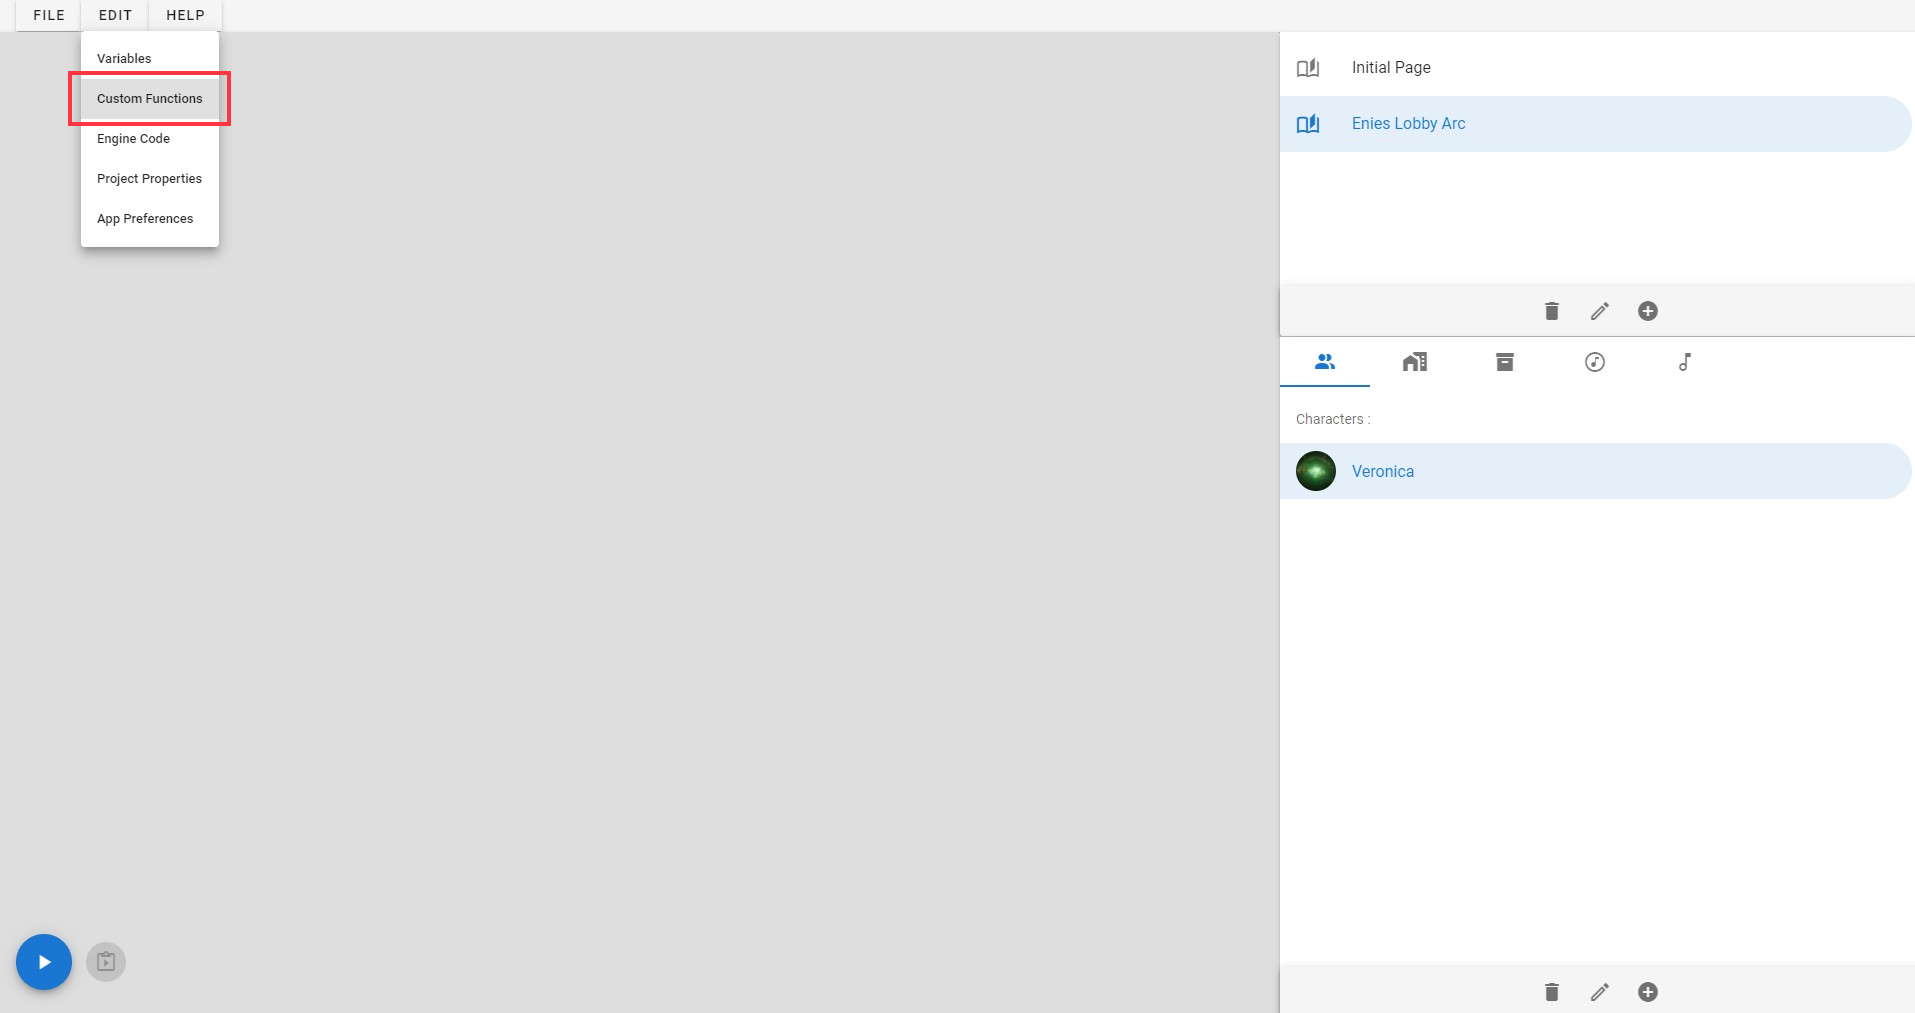 FILE EDIT HELP
Variables
Custom Functions
Engine Code
Project Properties
App Preferences
Initial Page
Enies Lobby Arc
Characters :
Veronica